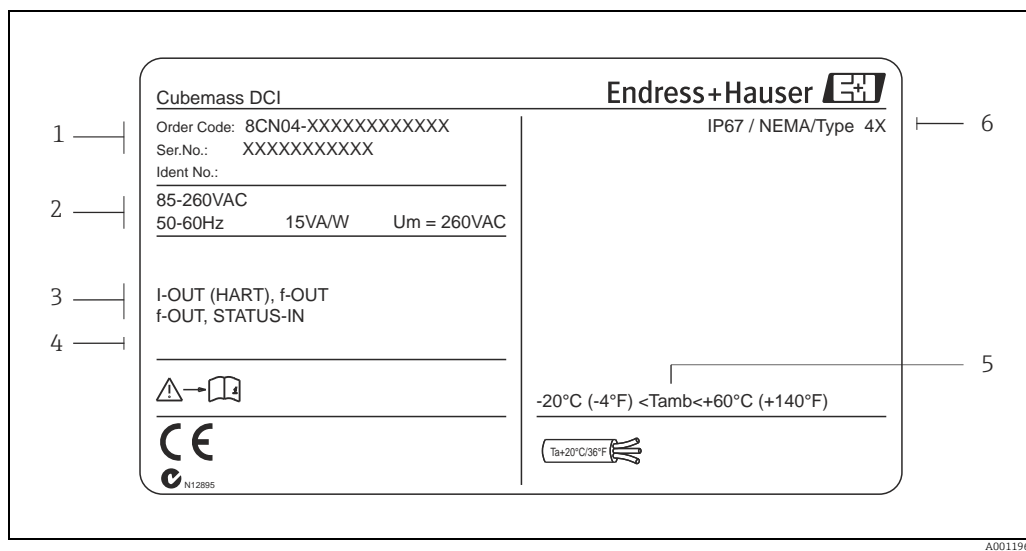 Cubemass DCI
Endress+Hauser
1
Order Code: 8CN04-XXXXXXXXXXXX
Ser.No.: XXXXXXXXXXX
Ident No.:
IP67 / NEMA/Type 4X
6
2
85-260VAC
50-60Hz 15VA/W Um = 260VAC
3
I-OUT (HART), f-OUT
f-OUT, STATUS-IN
4
5
-20°C (-4°F) <Tamb<+60°C (+140°F)
CE
Ta+20°C/36°F
N12895